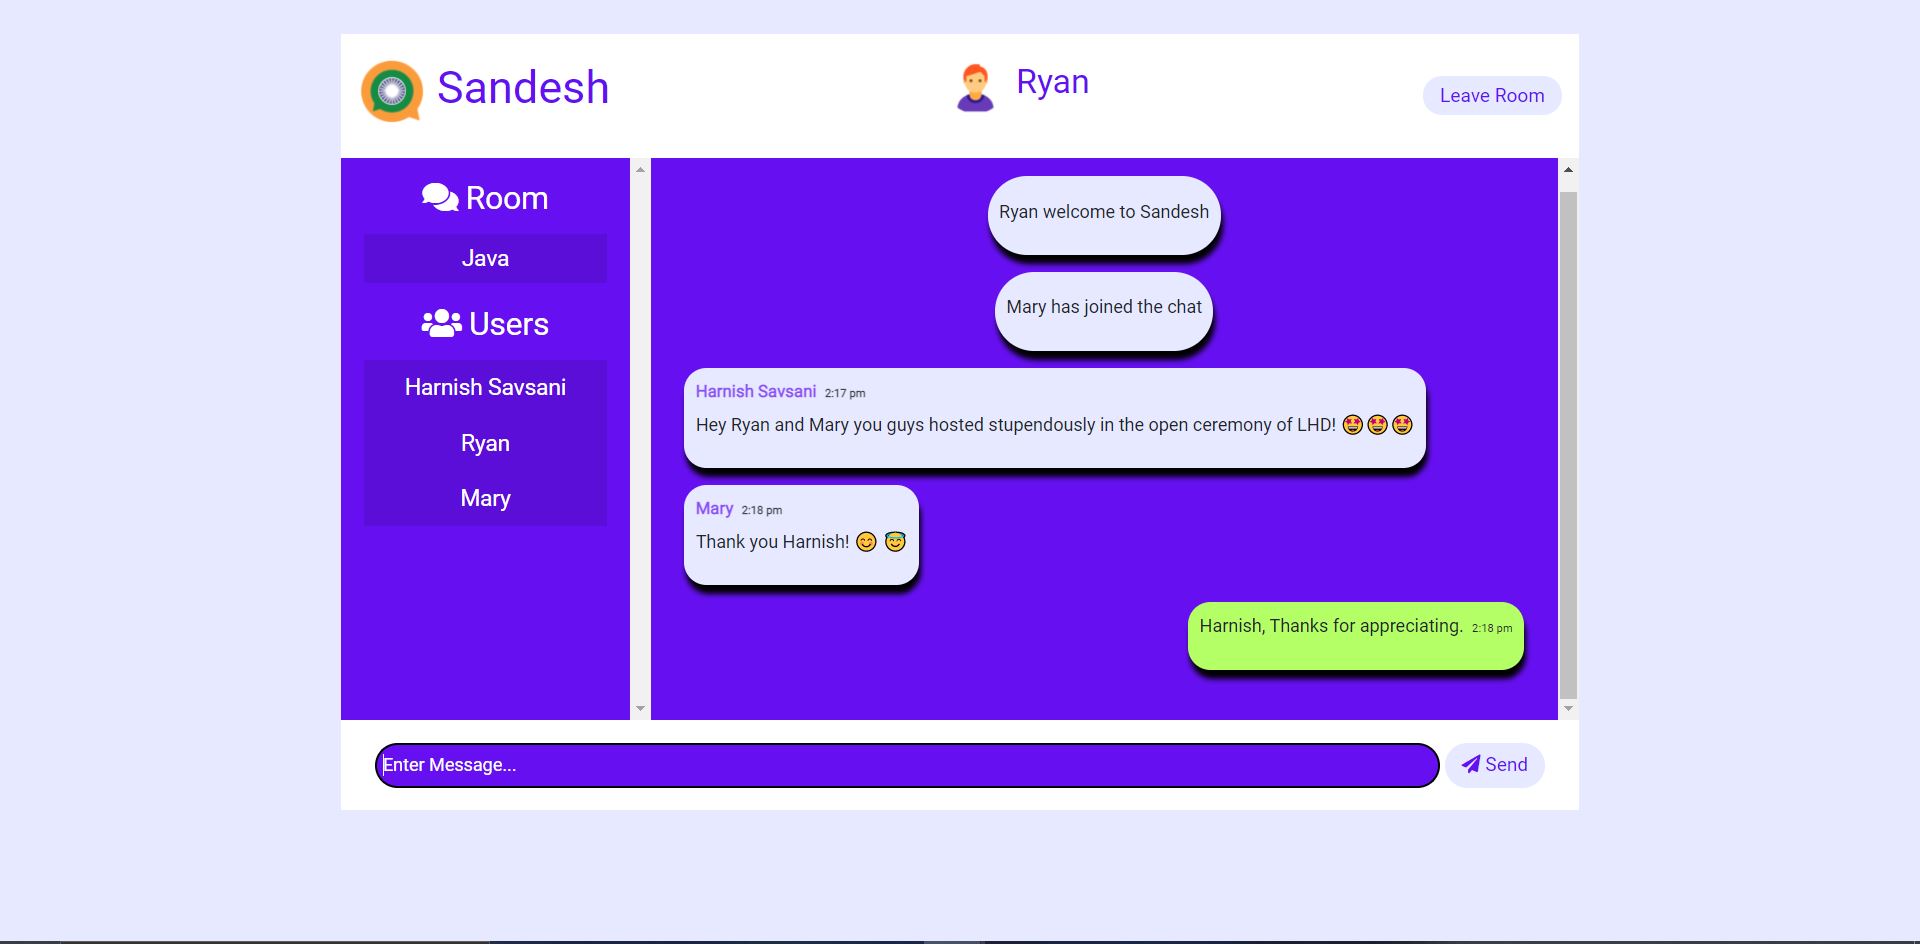 Sandesh
Ryan
Leave Room
Room
Java
Users
Harnish Savsani
Ryan
Mary
Ryan welcome to Sandesh
Mary has joined the chat
Harnish Savsani 2:17 pm
Hey Ryan and Mary you guys hosted stupendously in the open ceremony of LHD! 🤩🤩🤩
Mary 2:18 pm
Thank you Harnish! 😊 😇
Harnish, Thanks for appreciating. 2:18 pm
Enter Message...
Send